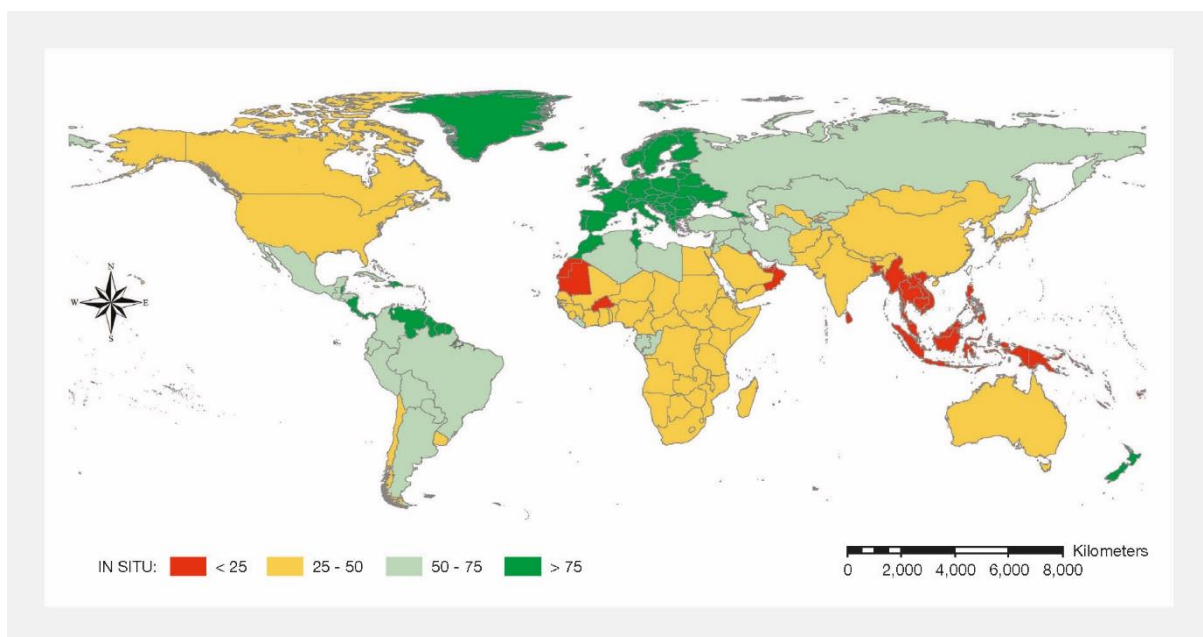 N
W E
S
IN SITU: < 25 25 - 50 50 - 75 > 75
Kilometers
0 2,000 4,000 6,000 8,000